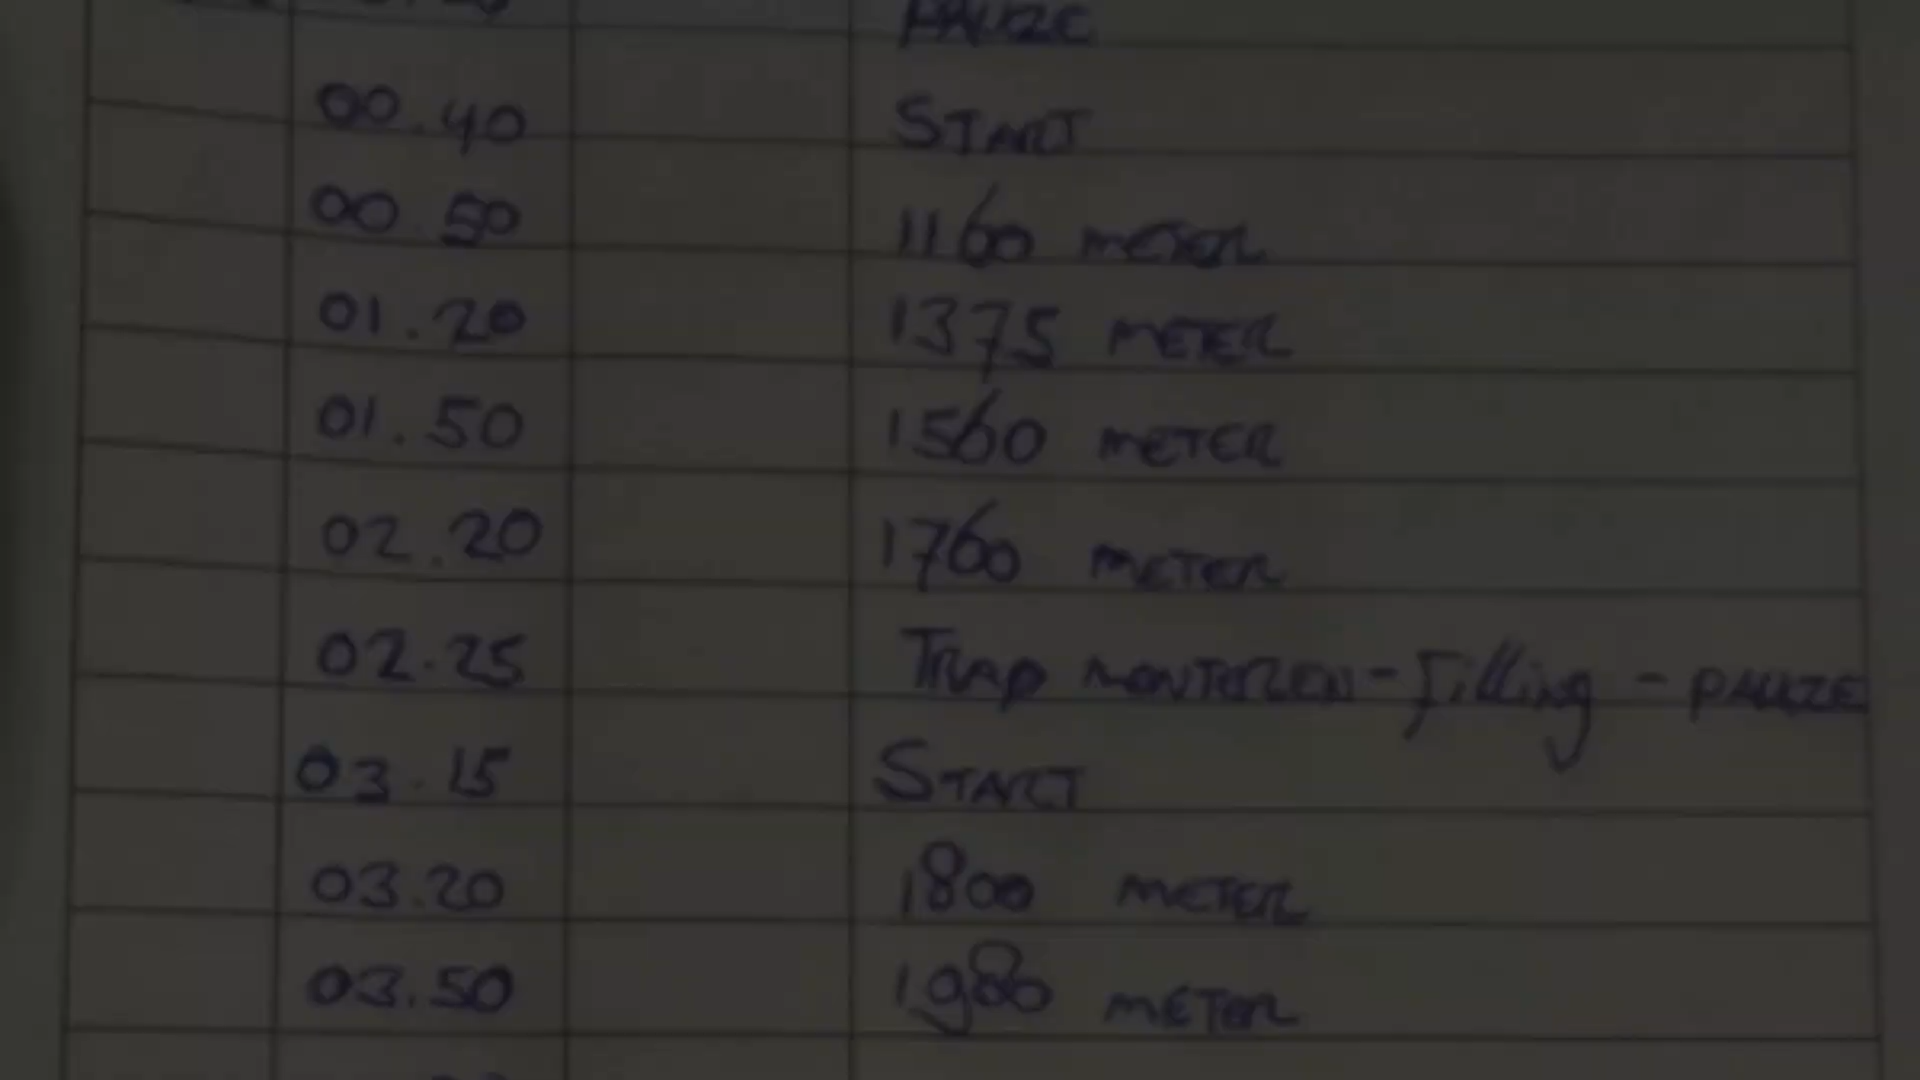 PAUZE
00.40 START
00.50 1160 METER
01.20 1375 METER
01.50 1560 METER
02.20 1760 METER
02.25 Trap MONTEREN - filling - PAUZE
03.15 START
03.20 1800 METER
03.50 1980 METER